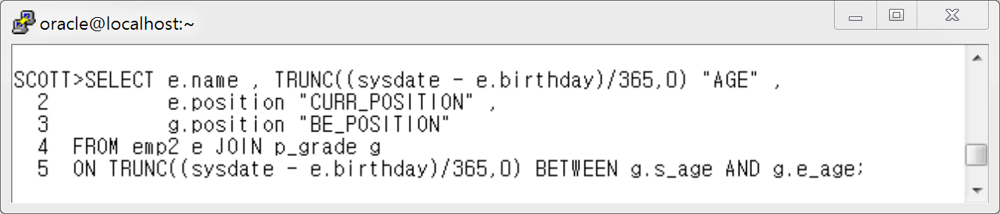 oracle@localhost:~
SCOTT>SELECT e.name , TRUNC((sysdate - e.birthday)/365,0) "AGE" ,
2 e.position "CURR_POSITION" ,
3 g.position "BE_POSITION"
4 FROM emp2 e JOIN p_grade g
5 ON TRUNC((sysdate - e.birthday)/365,0) BETWEEN g.s_age AND g.e_age;